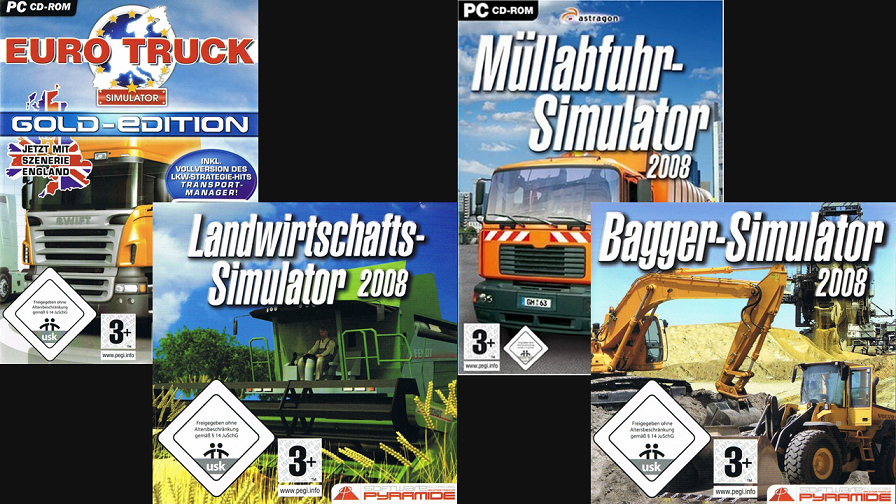 PC CD-ROM
EURO TRUCK
SIMULATOR
GOLD-EDITION
JETZT MIT
SZENERIE
ENGLAND
INKL.
VOLLVERSION DES
LKW-STRATEGIE-HITS
TRANSPORT-
MANAGER!
SWIFT
Freigegeben ohne
Altersbeschränkung
gemäß § 14 JuSchG
usk
3+
www.pegi.info
Landwirtschafts-
Simulator 2008
Freigegeben ohne
Altersbeschränkung
gemäß § 14 JuSchG
usk
3+
www.pegi.info
SOFTWARE
PYRAMIDE
PC CD-ROM
astragon
Müllabfuhr-
Simulator
2008
GM 63
3+
www.pegi.info
usk
Bagger-Simulator
2008
Freigegeben ohne
Altersbeschränkung
gemäß § 14 JuSchG
usk
3+
www.pegi.info
SOFTWARE
PYRAMIDE